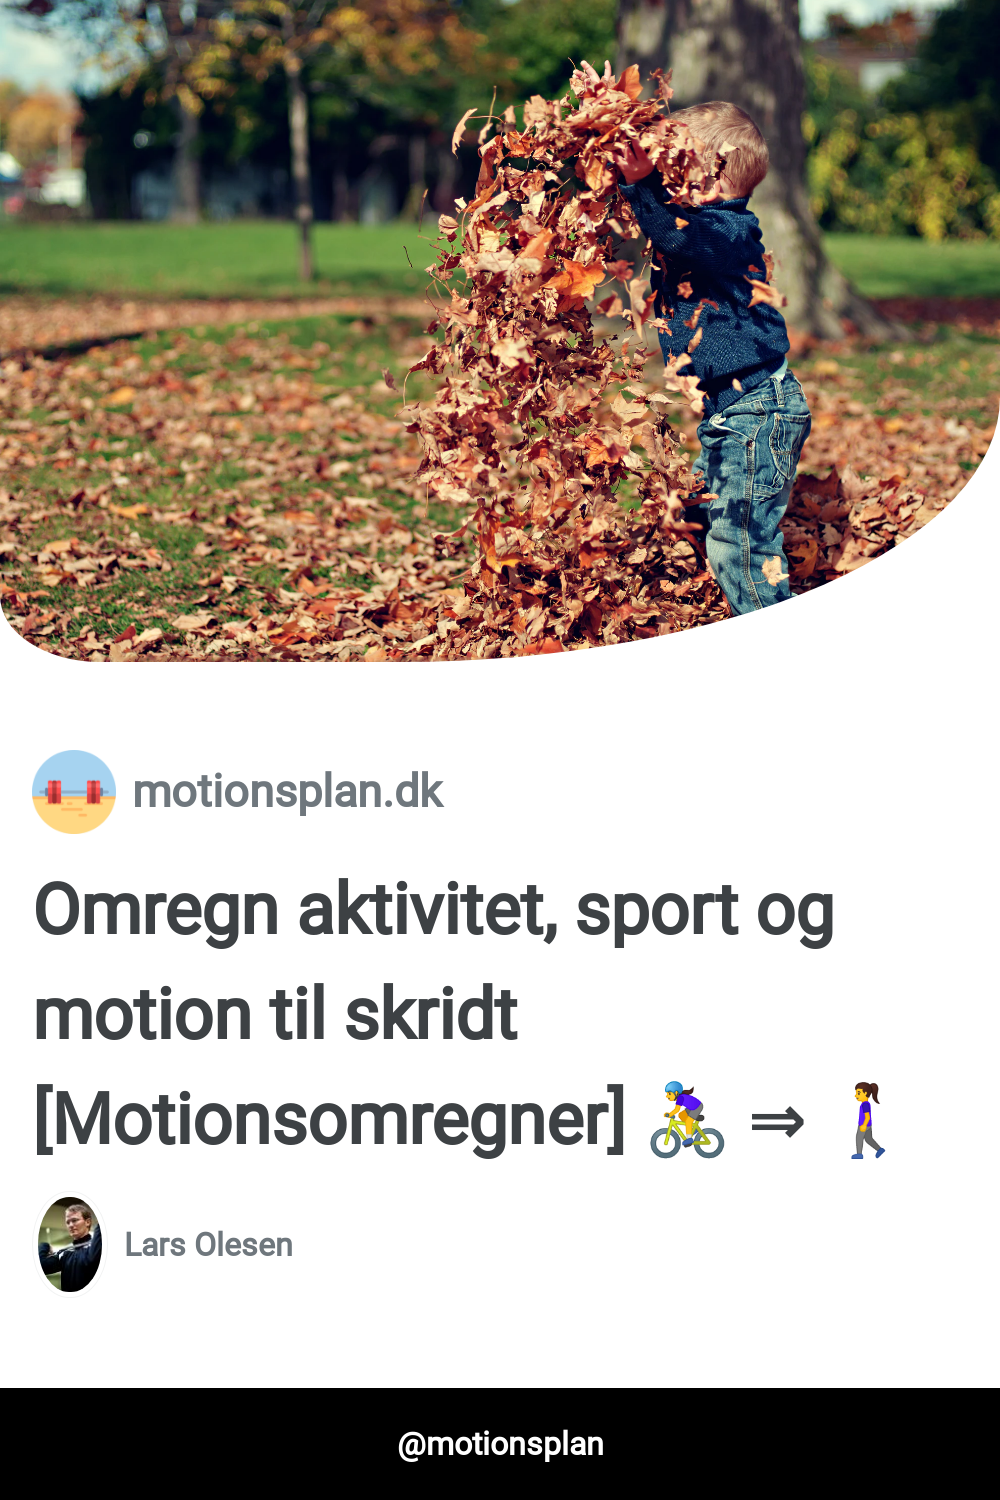 motionsplan.dk
Omregn aktivitet, sport og
motion til skridt
[Motionsomregner] 🚴‍♀️ ⇒ 🚶‍♀️
Lars Olesen
@motionsplan